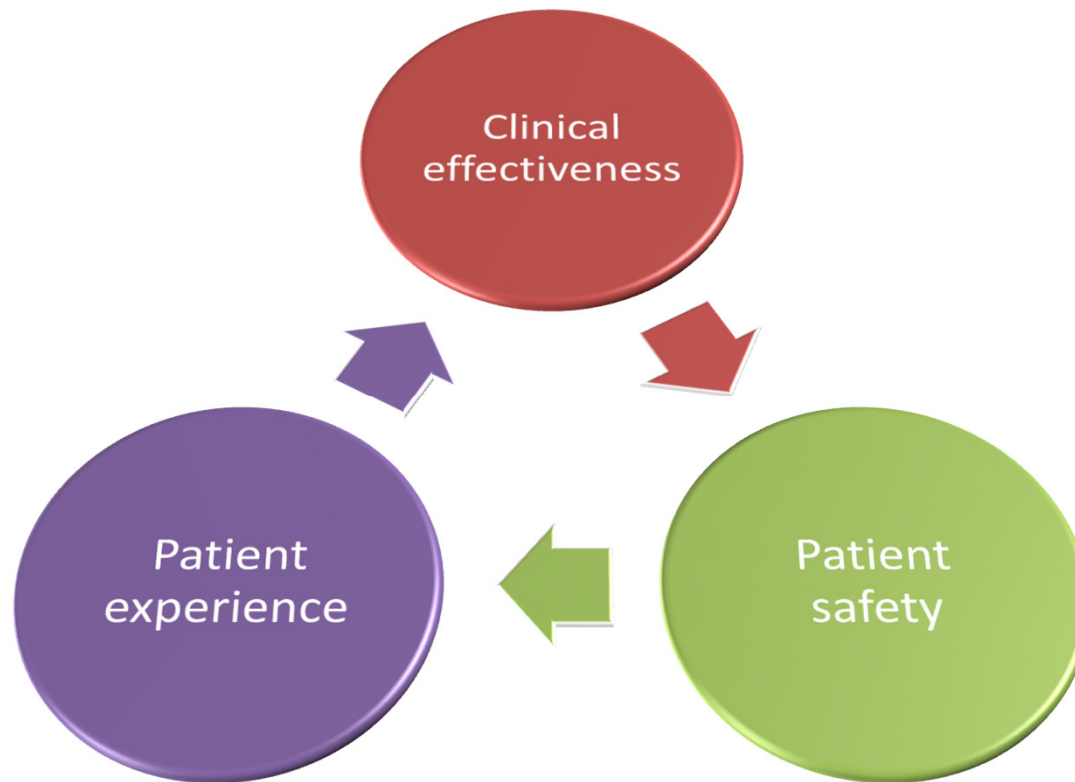 Clinical
effectiveness
Patient
safety
Patient
experience